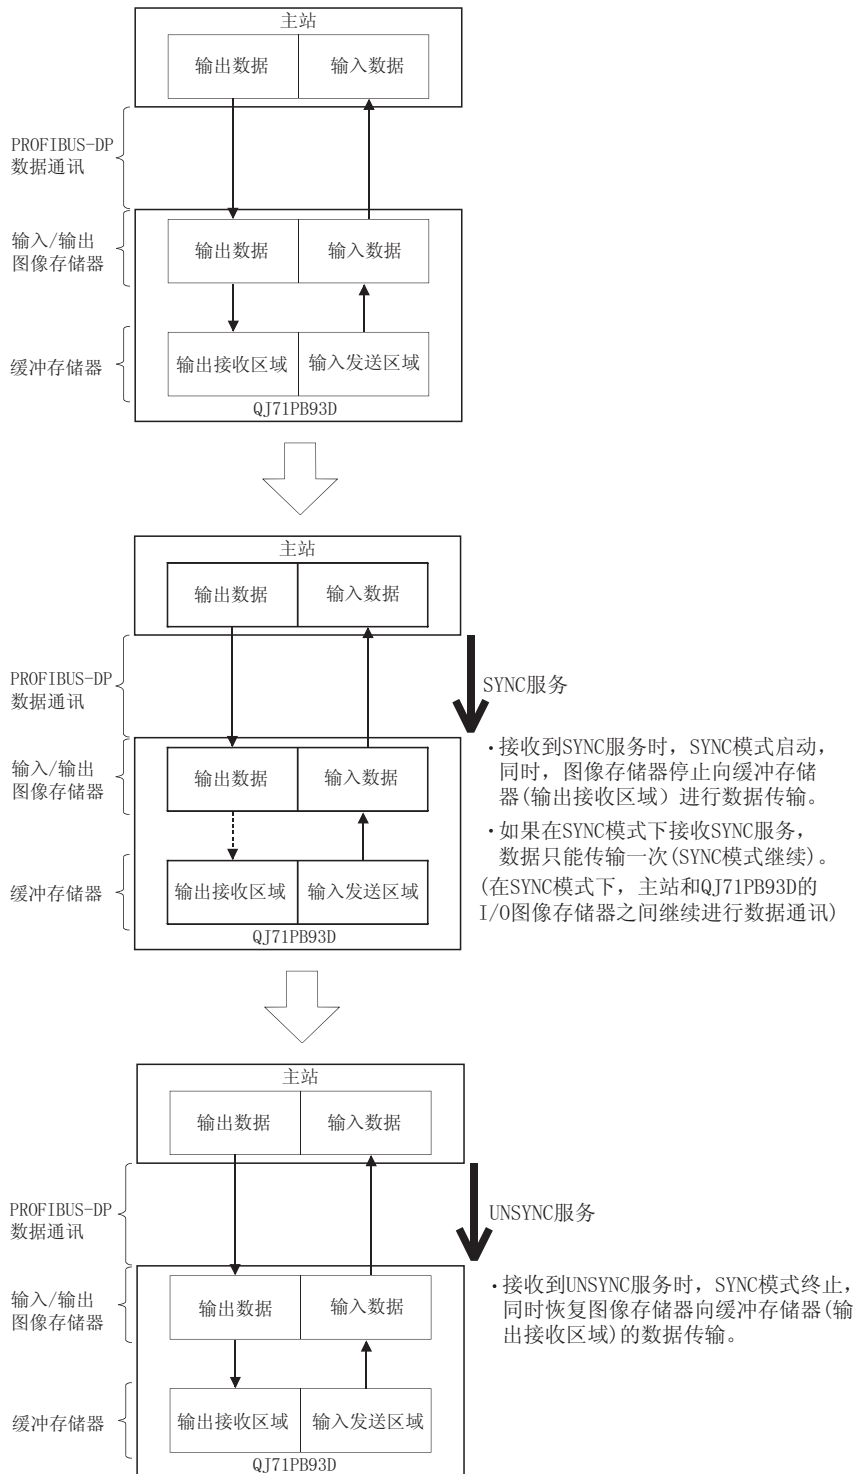 主站
输出数据
输入数据
PROFIBUS-DP
数据通讯
输入/输出
图像存储器
输出数据
输入数据
缓冲存储器
输出接收区域
输入发送区域
QJ71PB93D
主站
输出数据
输入数据
PROFIBUS-DP
数据通讯
SYNC服务
输入/输出
图像存储器
输出数据
输入数据
缓冲存储器
输出接收区域
输入发送区域
QJ71PB93D
·接收到SYNC服务时，SYNC模式启动，
同时，图像存储器停止向缓冲存储
器(输出接收区域）进行数据传输。
·如果在SYNC模式下接收SYNC服务，
数据只能传输一次(SYNC模式继续)。
(在SYNC模式下，主站和QJ71PB93D的
I/O图像存储器之间继续进行数据通讯)
主站
输出数据
输入数据
PROFIBUS-DP
数据通讯
UNSYNC服务
输入/输出
图像存储器
输出数据
输入数据
缓冲存储器
输出接收区域
输入发送区域
QJ71PB93D
·接收到UNSYNC服务时，SYNC模式终止，
同时恢复图像存储器向缓冲存储器(输
出接收区域)的数据传输。